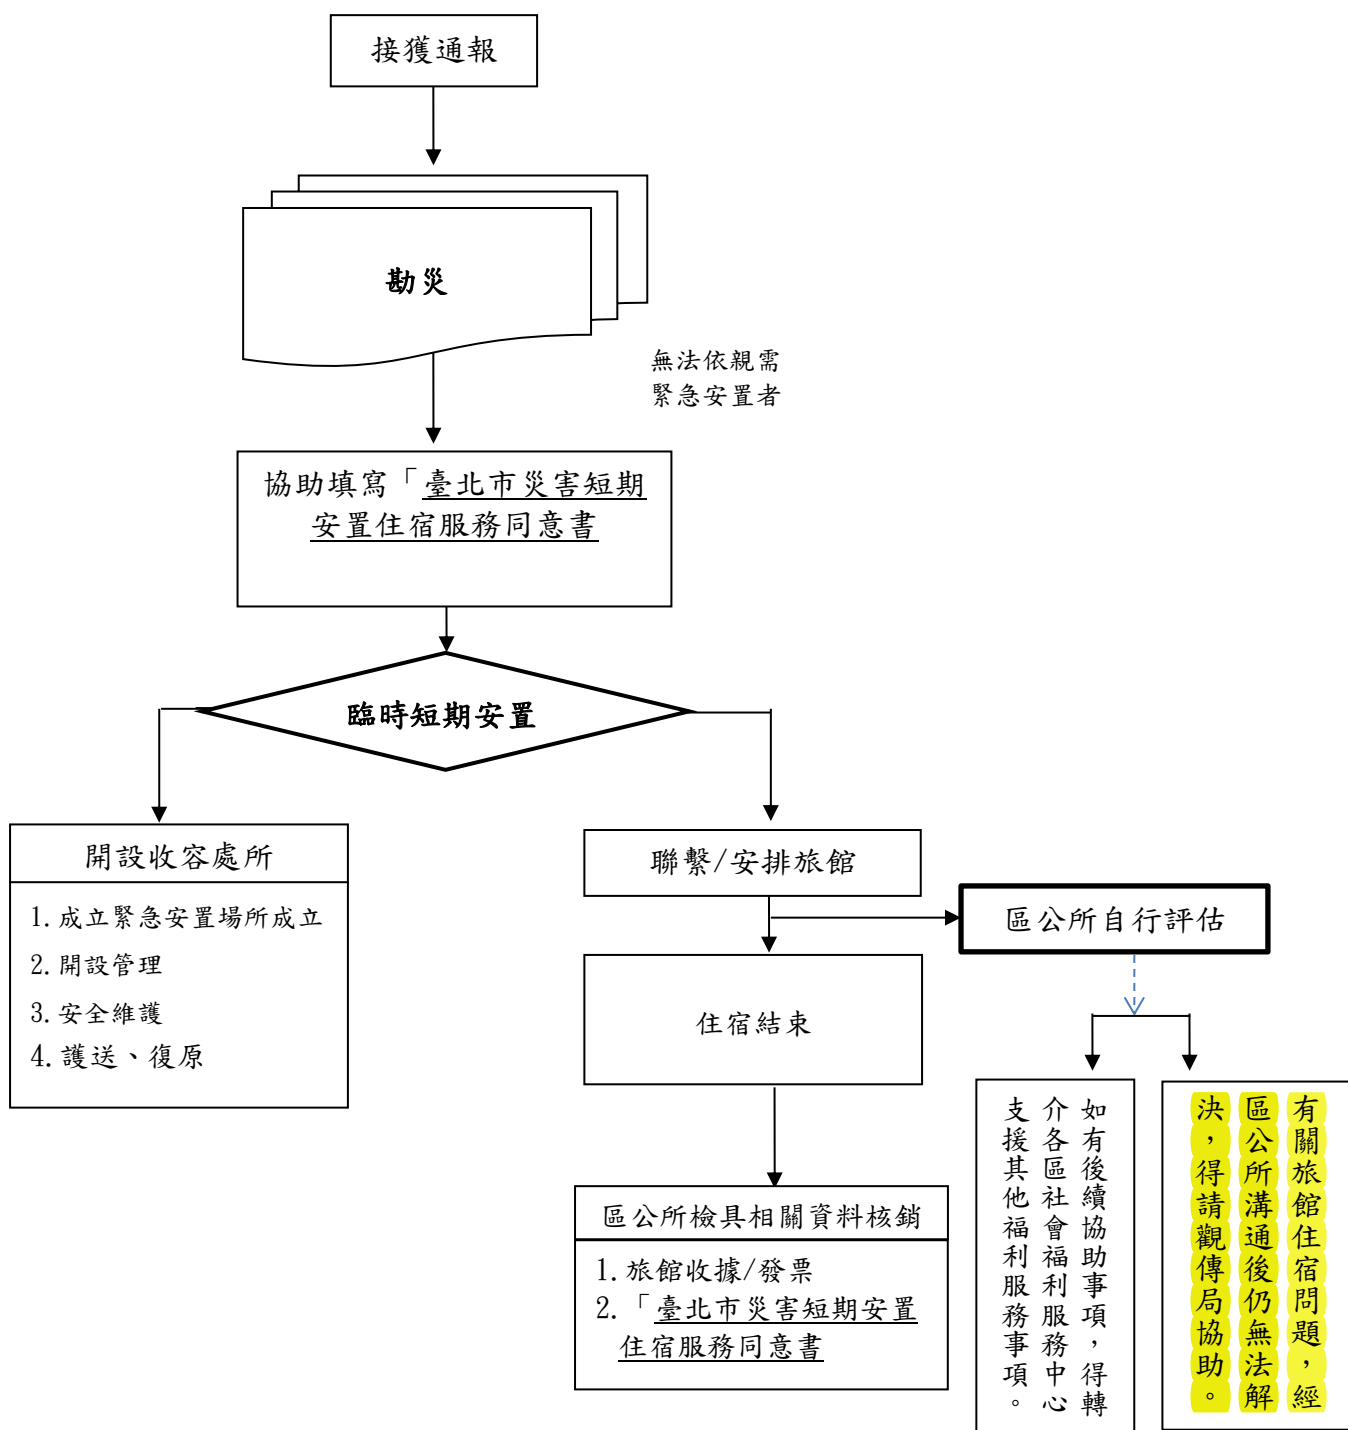 接獲通報
勘災
無法依親需
緊急安置者
協助填寫「臺北市災害短期
安置住宿服務同意書
臨時短期安置
開設收容處所
1.成立緊急安置場所成立
2.開設管理
3.安全維護
4.護送、復原
聯繫/安排旅館
區公所自行評估
住宿結束
如有後續協助事項，得轉
介各區社會福利服務中心
支援其他福利服務事項。
有關旅館住宿問題，經
區公所溝通後仍無法解
決，得請觀傳局協助。
區公所檢具相關資料核銷
1.旅館收據/發票
2.「臺北市災害短期安置
住宿服務同意書